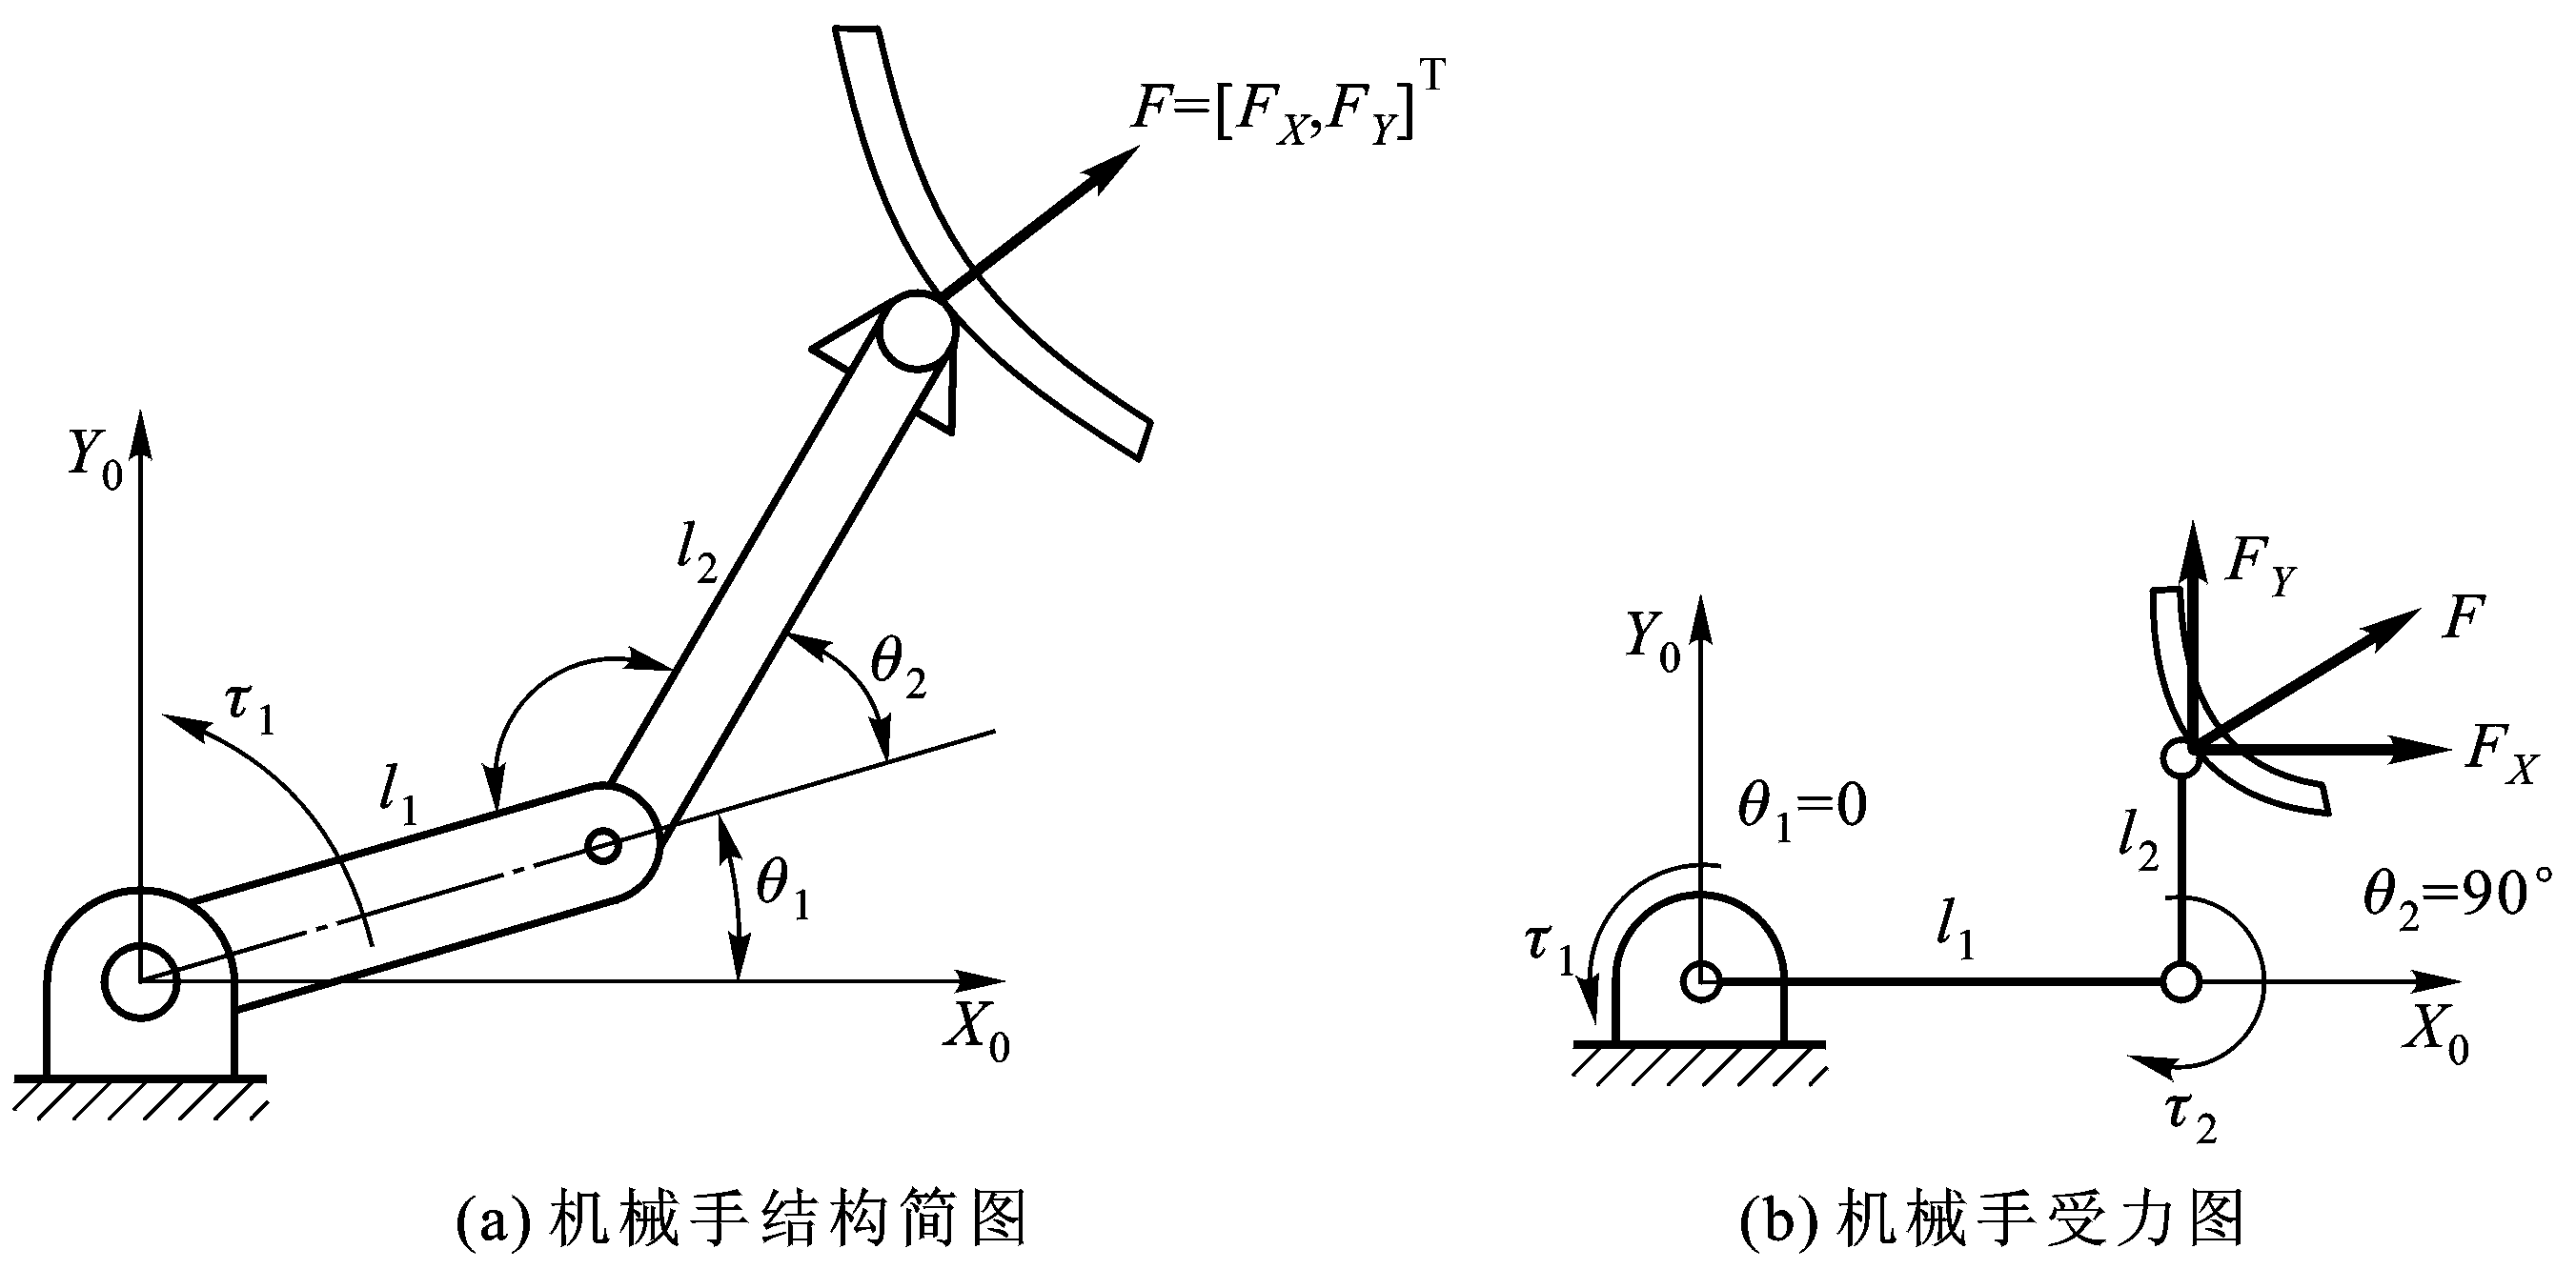 F=[F_X,F_Y]^T
Y_0
l_2
θ_2
τ_1
l_1
θ_1
X_0
(a) 机械手结构简图
F_Y
F
Y_0
F_X
θ_1=0
l_2
θ_2=90°
τ_1
l_1
X_0
τ_2
(b) 机械手受力图